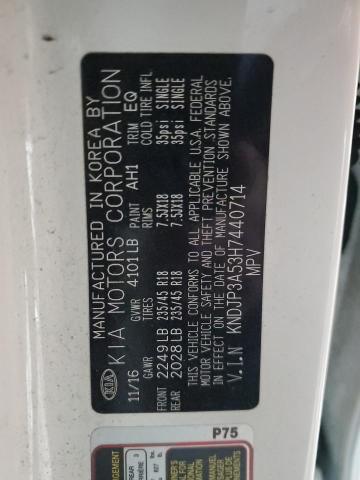 MANUFACTURED IN KOREA BY
KIA MOTORS CORPORATION
KIA
11/16 GVWR 4101LB PAINT AH1 TRIM EQ
GAWR TIRES RIMS COLD TIRE INFL.
FRONT 2249LB 235/45 R18 7.5JX18 35psi SINGLE
REAR 2028LB 235/45 R18 7.5JX18 35psi SINGLE
THIS VEHICLE CONFORMS TO ALL APPLICABLE U.S.A. FEDERAL
MOTOR VEHICLE SAFETY AND THEFT PREVENTION STANDARDS
IN EFFECT ON THE DATE OF MANUFACTURE SHOWN ABOVE.
V.I.N KNDJP3A53H7440714
MPV
P75